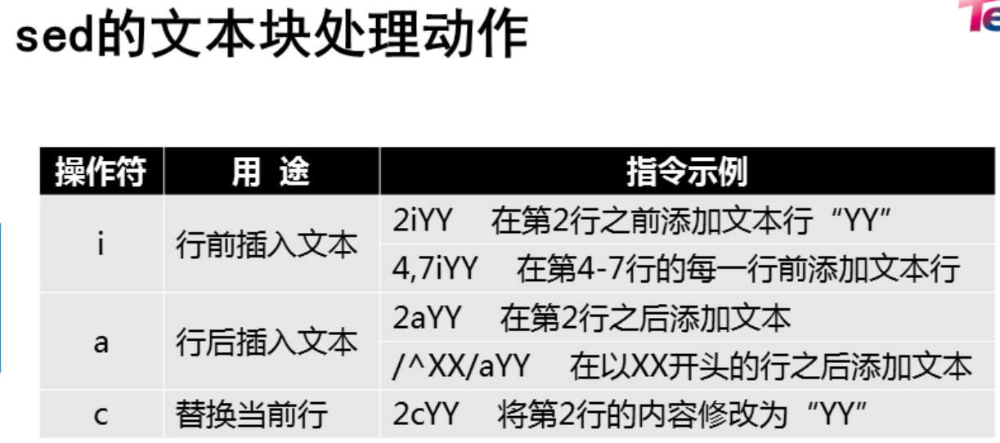 sed的文本块处理动作
Te
操作符 用 途 指令示例
i 行前插入文本 2iYY 在第2行之前添加文本行“YY”
4,7iYY 在第4-7行的每一行前添加文本行
a 行后插入文本 2aYY 在第2行之后添加文本
/^XX/aYY 在以XX开头的行之后添加文本
c 替换当前行 2cYY 将第2行的内容修改为“YY”